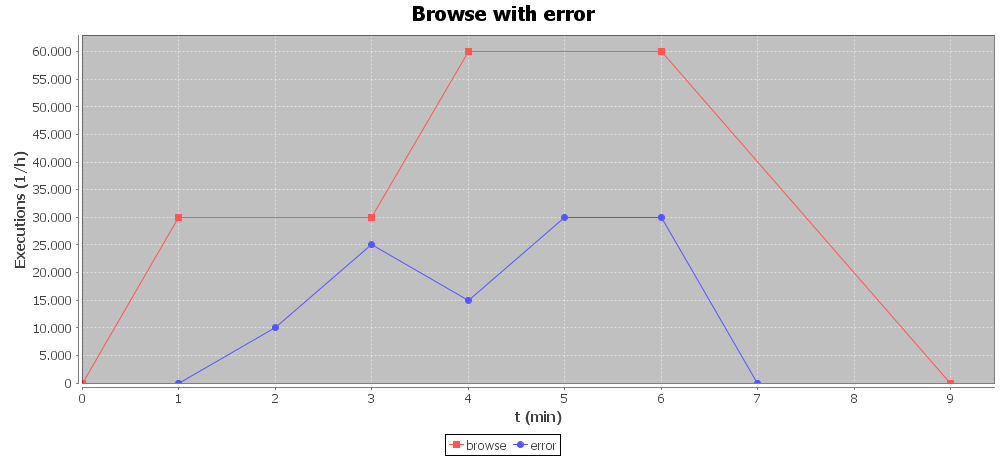 Browse with error
60.000
55.000
50.000
45.000
40.000
35.000
30.000
25.000
20.000
15.000
10.000
5.000
0
Executions (1/h)
0 1 2 3 4 5 6 7 8 9
t (min)
browse error